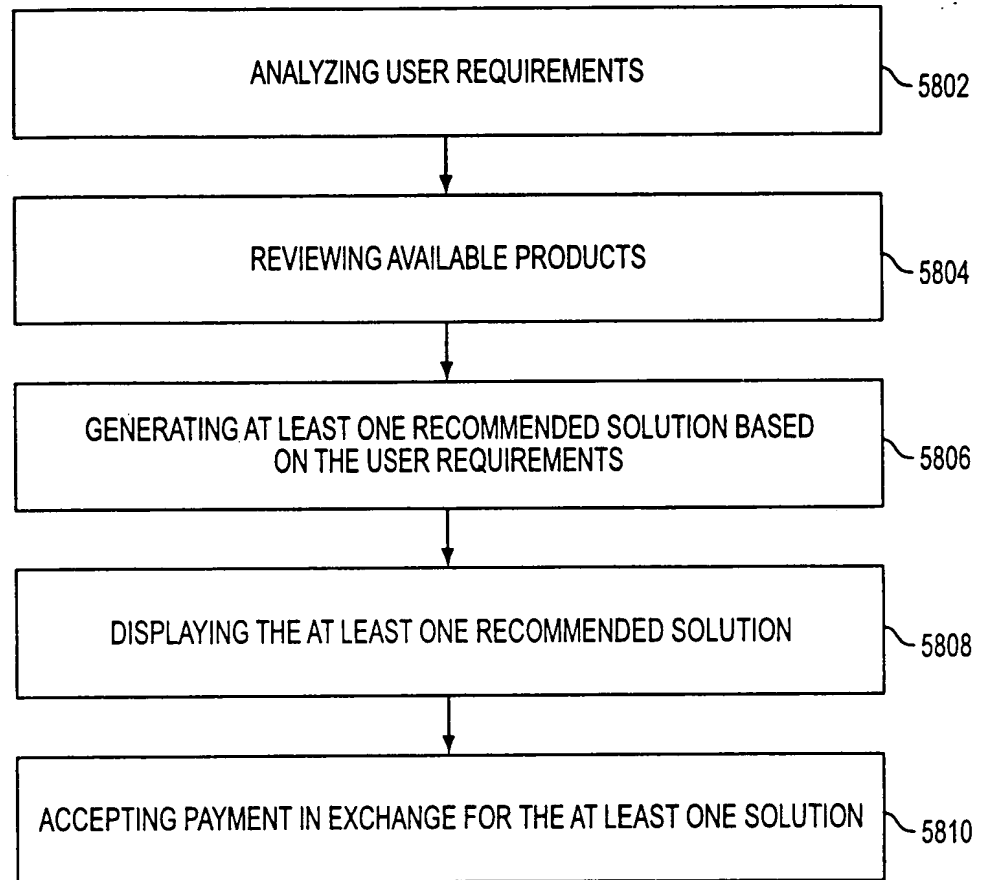 ANALYZING USER REQUIREMENTS
5802
REVIEWING AVAILABLE PRODUCTS
5804
GENERATING AT LEAST ONE RECOMMENDED SOLUTION BASED
ON THE USER REQUIREMENTS
5806
DISPLAYING THE AT LEAST ONE RECOMMENDED SOLUTION
5808
ACCEPTING PAYMENT IN EXCHANGE FOR THE AT LEAST ONE SOLUTION
5810